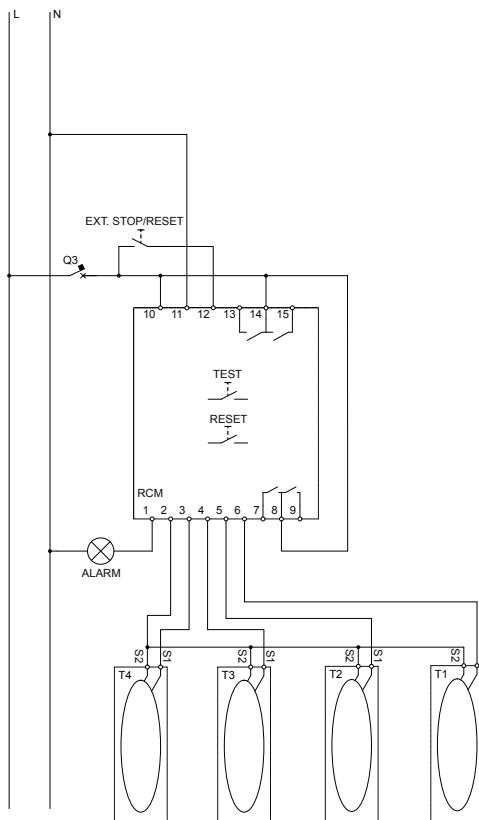 L N
EXT. STOP/RESET
Q3
10 11 12 13 14 15
TEST
RESET
RCM
1 2 3 4 5 6 7 8 9
ALARM
S2 S1 S2 S1 S2 S1 S2
T4 T3 T2 T1